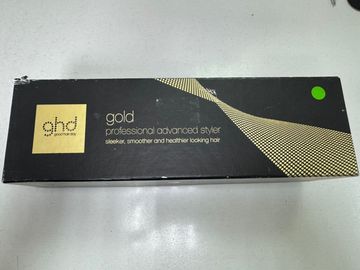 ghd
good hair day
gold
professional advanced styler
sleeker, smoother and healthier looking hair